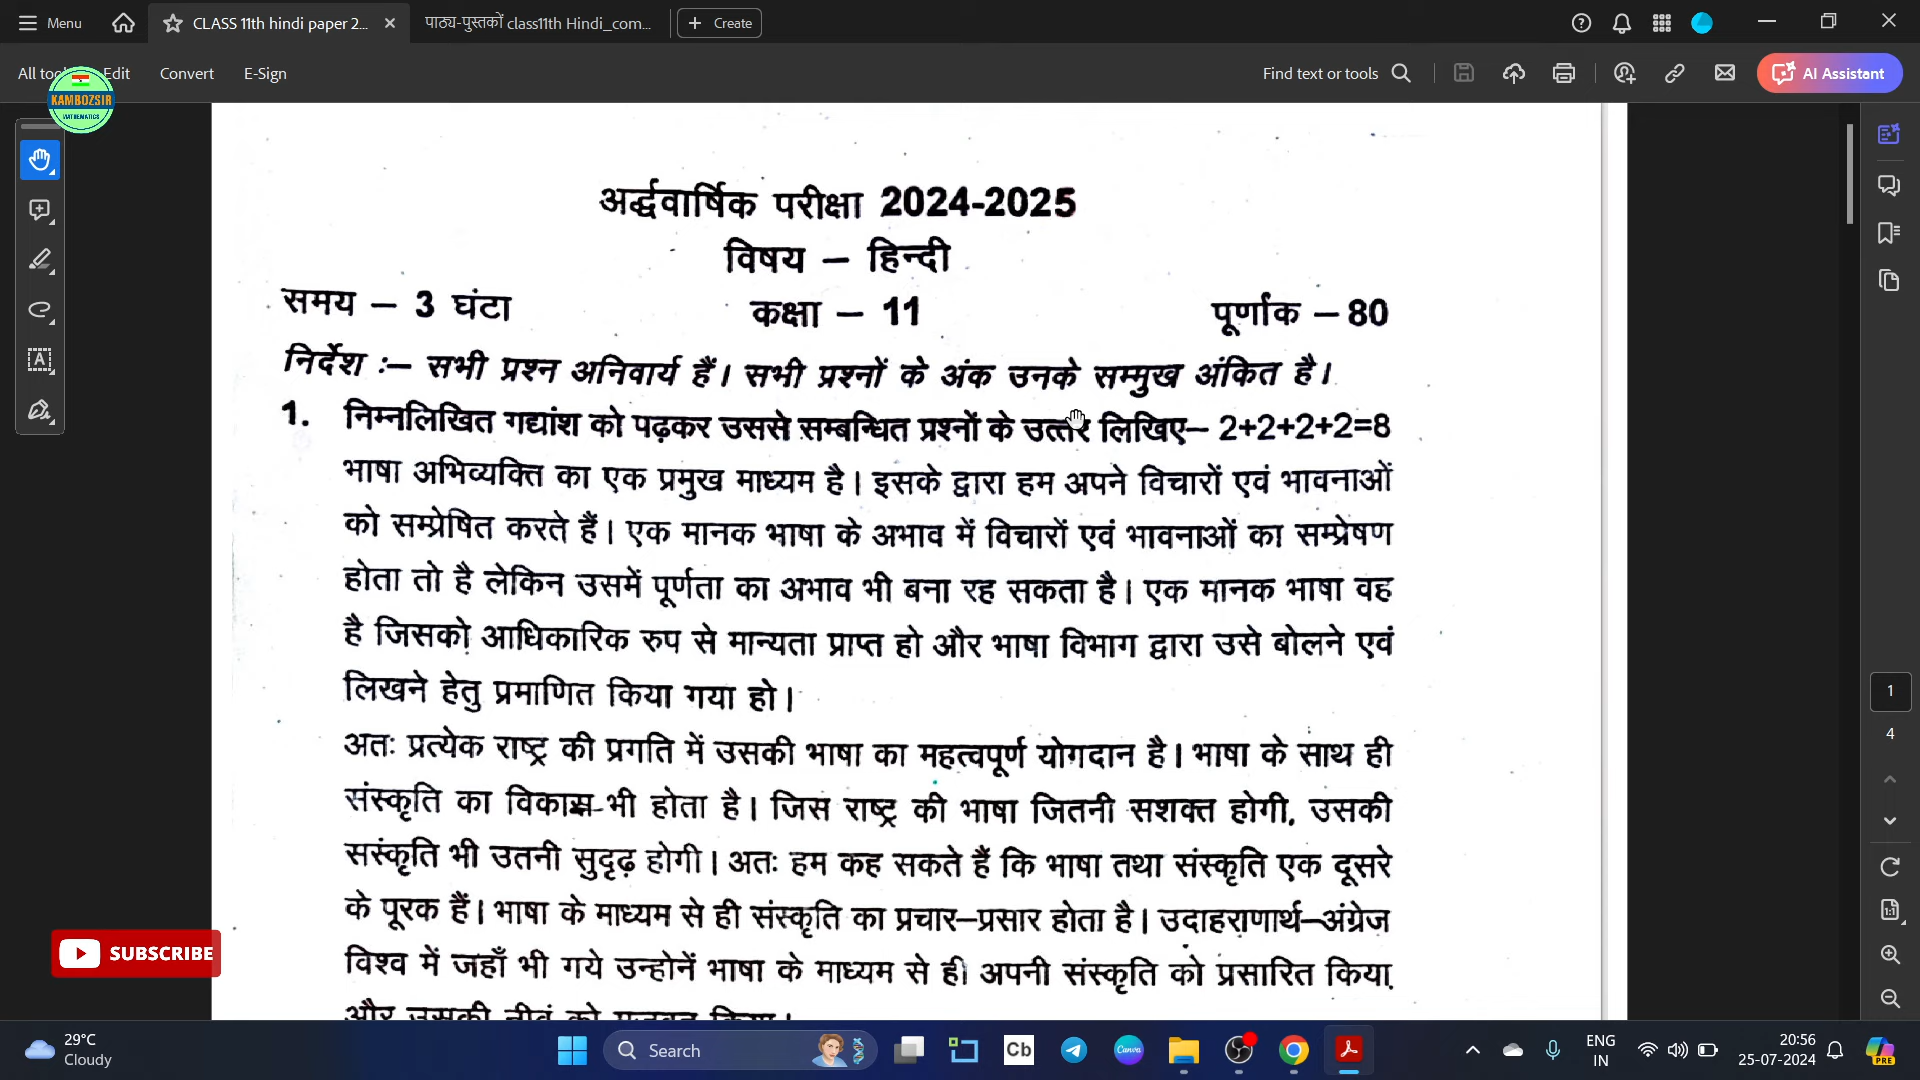 Menu
CLASS 11th hindi paper 2...
पाठ्य-पुस्तकों class11th Hindi_com...
Create
All
Edit
Convert
E-Sign
Find text or tools
AI Assistant
KAMBOZSIR
MATHEMATICS
अर्द्धवार्षिक परीक्षा 2024-2025
विषय – हिन्दी
समय – 3 घंटा
कक्षा – 11
पूर्णांक – 80
निर्देश :– सभी प्रश्न अनिवार्य हैं। सभी प्रश्नों के अंक उनके सम्मुख अंकित है।
1. निम्नलिखित गद्यांश को पढ़कर उससे सम्बन्धित प्रश्नों के उत्तर लिखिए– 2+2+2+2=8
भाषा अभिव्यक्ति का एक प्रमुख माध्यम है। इसके द्वारा हम अपने विचारों एवं भावनाओं
को सम्प्रेषित करते हैं। एक मानक भाषा के अभाव में विचारों एवं भावनाओं का सम्प्रेषण
होता तो है लेकिन उसमें पूर्णता का अभाव भी बना रह सकता है। एक मानक भाषा वह
है जिसको आधिकारिक रुप से मान्यता प्राप्त हो और भाषा विभाग द्वारा उसे बोलने एवं
लिखने हेतु प्रमाणित किया गया हो।
अतः प्रत्येक राष्ट्र की प्रगति में उसकी भाषा का महत्वपूर्ण योगदान है। भाषा के साथ ही
संस्कृति का विकास भी होता है। जिस राष्ट्र की भाषा जितनी सशक्त होगी, उसकी
सस्ंकृति भी उतनी सुदृढ़ होगी। अतः हम कह सकते हैं कि भाषा तथा संस्कृति एक दूसरे
के पूरक हैं। भाषा के माध्यम से ही संस्कृति का प्रचार–प्रसार होता है। उदाहराणार्थ–अंग्रेज
विश्व में जहाँ भी गये उन्होनें भाषा के माध्यम से ही अपनी संस्कृति को प्रसारित किया
1
4
SUBSCRIBE
29°C
Cloudy
Search
Cb
Canva
ENG
IN
20:56
25-07-2024
PRE